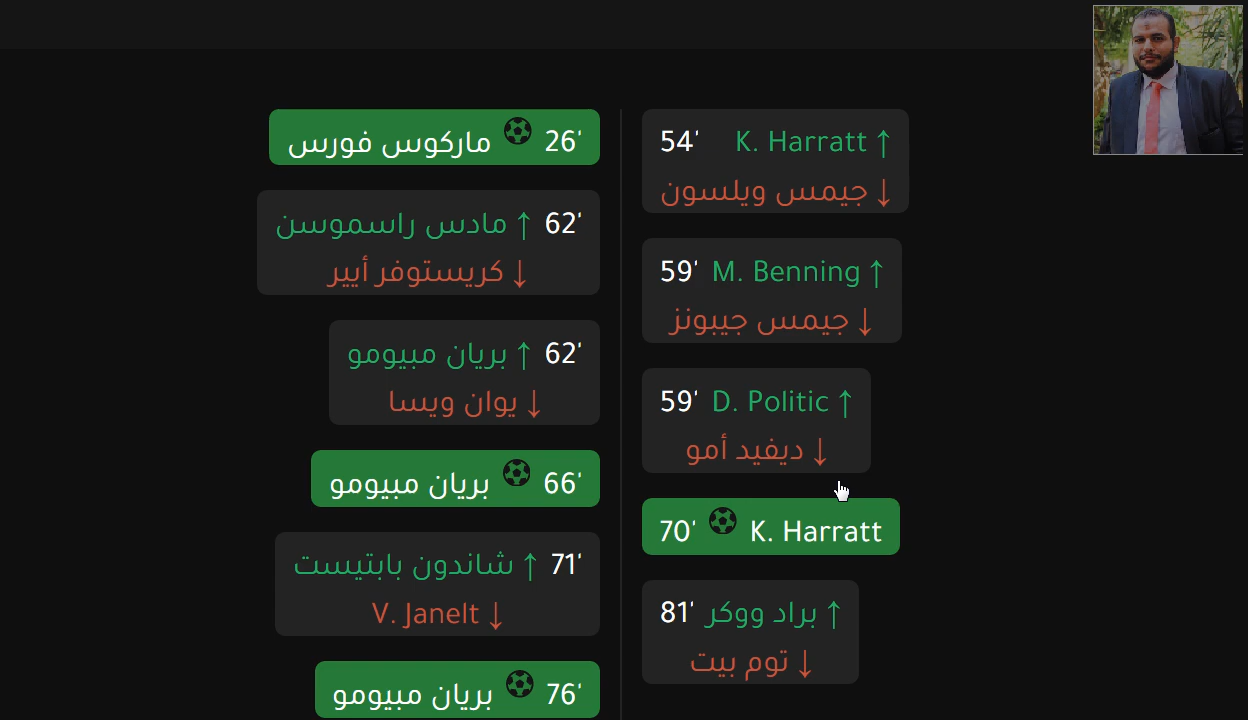 26' ماركوس فورس
62' ↑ مادس راسموسن
↓ كريستوفر أيير
62' ↑ بريان مبيومو
↓ يوان ويسا
66' بريان مبيومو
71' ↑ شاندون بابتيست
↓ V. Janelt
76' بريان مبيومو
54' K. Harratt ↑
↓ جيمس ويلسون
59' M. Benning ↑
↓ جيمس جيبونز
59' D. Politic ↑
↓ ديفيد أمو
70' K. Harratt
81' ↑ براد ووكر
↓ توم بيت